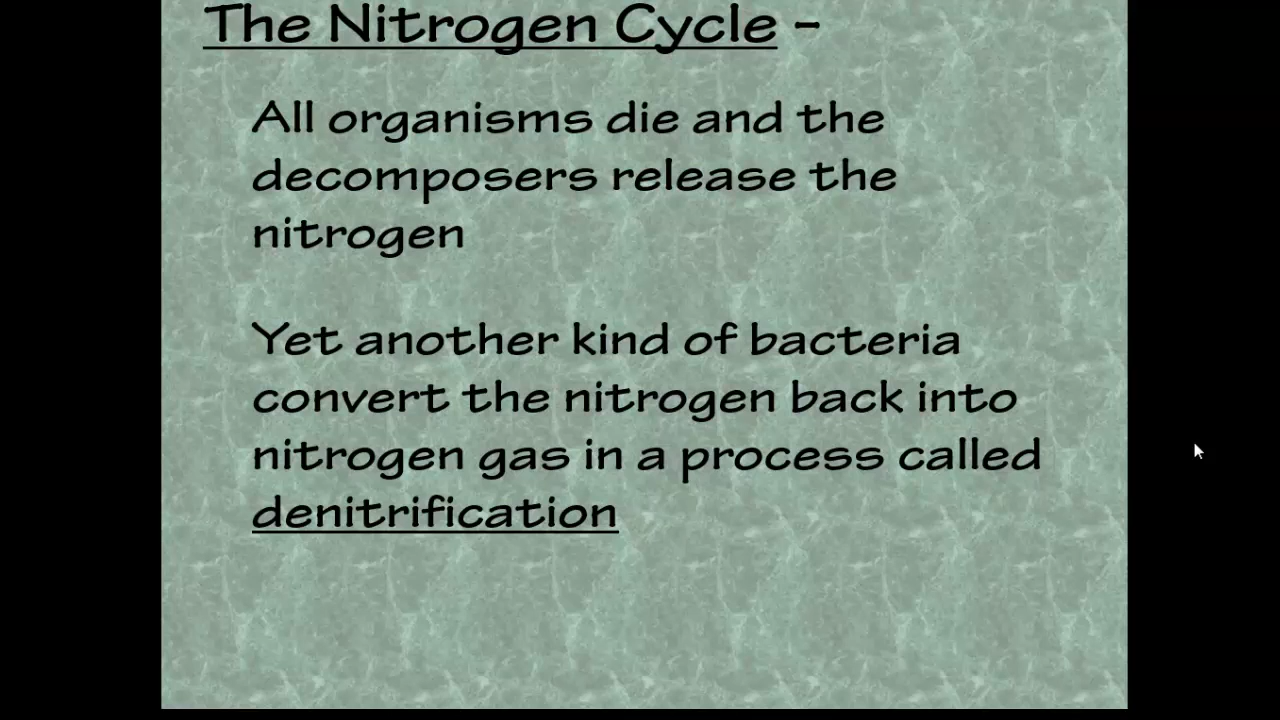 The Nitrogen Cycle –
All organisms die and the
decomposers release the
nitrogen
Yet another kind of bacteria
convert the nitrogen back into
nitrogen gas in a process called
denitrification